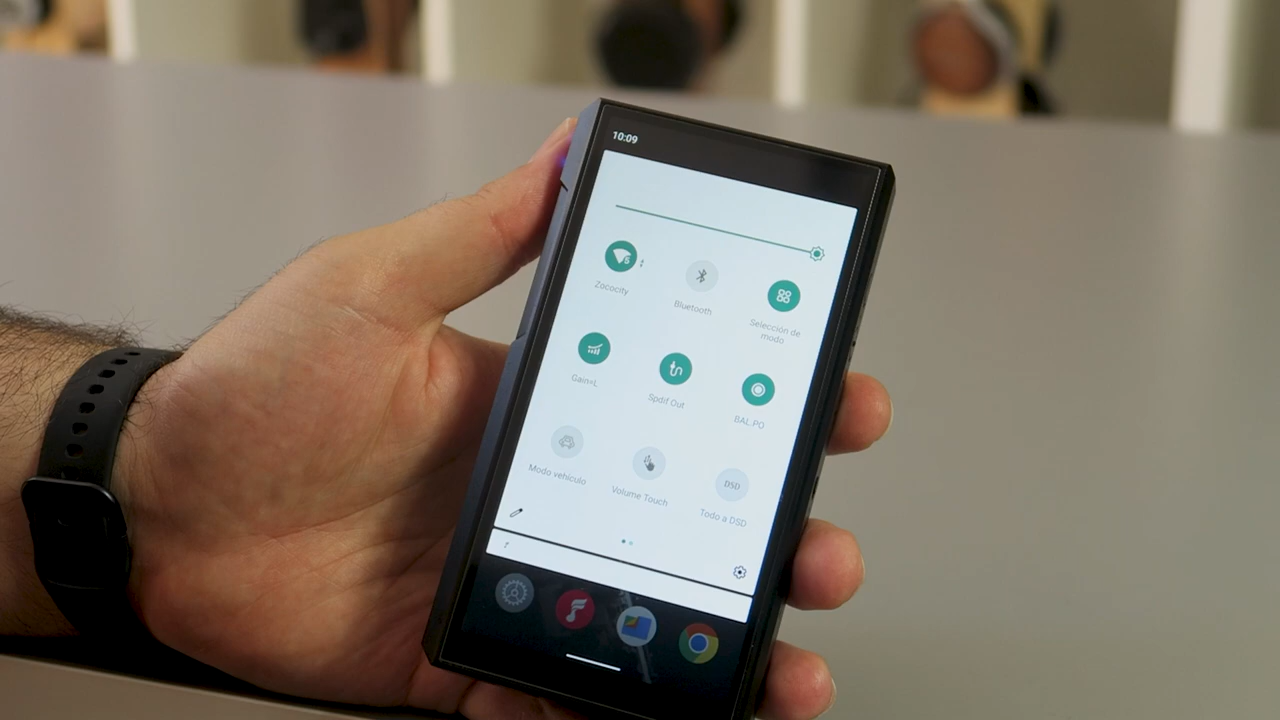 10:09
Zococity
Bluetooth
Selección de
modo
Gain=L
Spdif Out
BAL.PO
Modo vehículo
Volume Touch
Todo a DSD
DSD